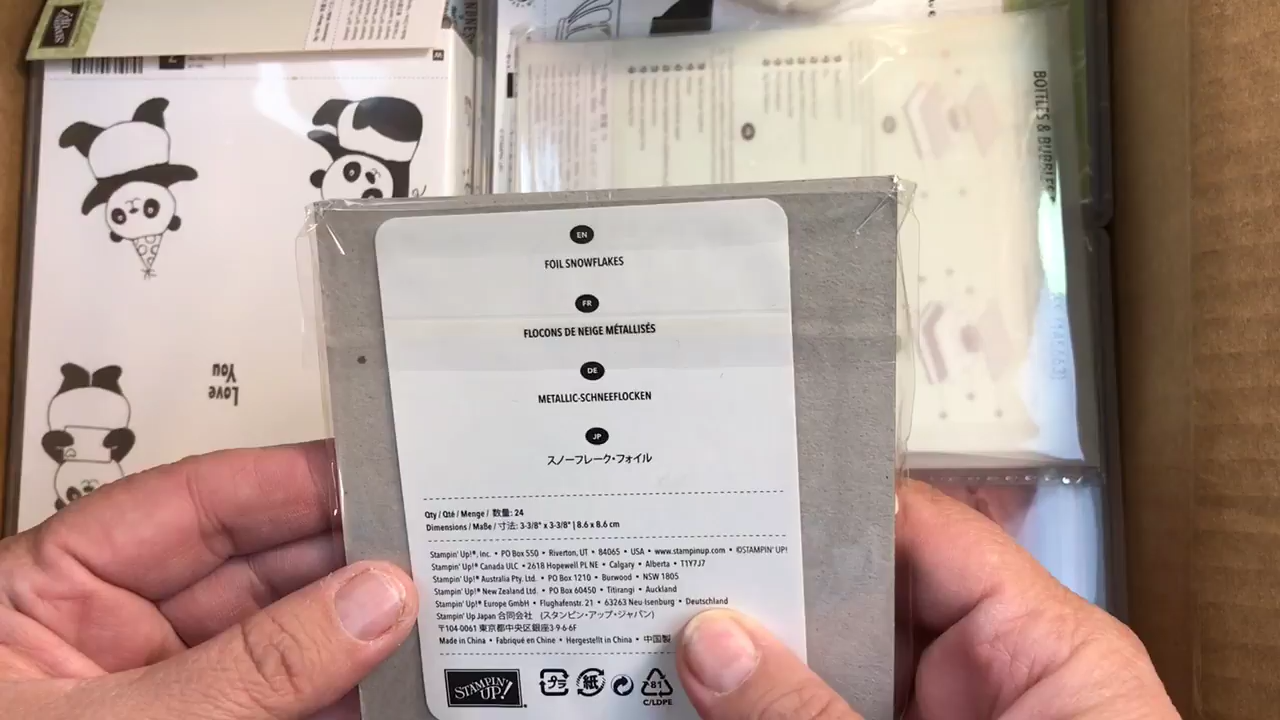 STAMPIN' UP!
BOTTLES & BUBBLES
Love
You
EN
FOIL SNOWFLAKES
FR
FLOCONS DE NEIGE MÉTALLISÉS
DE
METALLIC-SCHNEEFLOCKEN
JP
スノーフレーク・フォイル
Qty / Qté / Menge / 数量: 24
Dimensions / Maße / 寸法: 3-3/8" x 3-3/8" | 8.6 x 8.6 cm
Stampin' Up!®, Inc. • PO Box 550 • Riverton, UT • 84065 • USA • www.stampinup.com • ©STAMPIN' UP!
Stampin' Up!® Canada ULC • 2618 Hopewell PL NE • Calgary • Alberta • T1Y7J7
Stampin' Up!® Australia Pty. Ltd. • PO Box 1210 • Burwood • NSW 1805
Stampin' Up!® New Zealand Ltd. • PO Box 60450 • Titirangi • Auckland
Stampin' Up!® Europe GmbH • Flughafenstr. 21 • 63263 Neu-Isenburg • Deutschland
Stampin' Up Japan 合同会社 (スタンピン・アップ・ジャパン)
〒104-0061 東京都中央区銀座3-9-6-6F
Made in China • Fabriqué en Chine • Hergestellt in China • 中国製
STAMPIN' UP!®
プラ 紙 81
C/LDPE